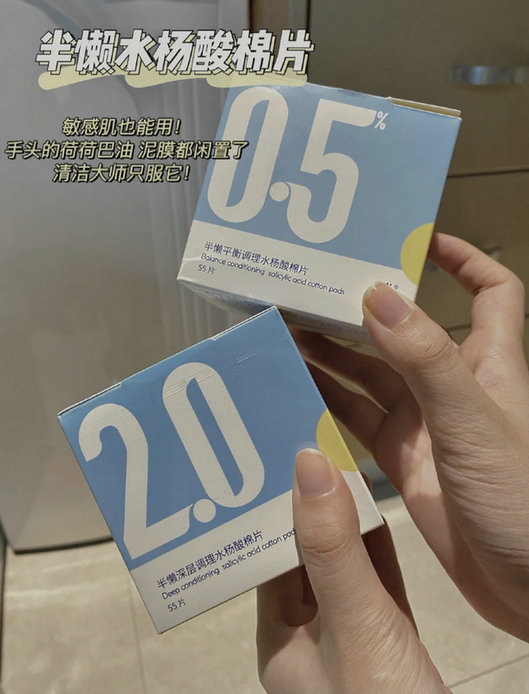 半懒水杨酸棉片
敏感肌也能用！
手头的荷荷巴油 泥膜都闲置了
清洁大师只服它！
0.5%
半懒平衡调理水杨酸棉片
Balance conditioning salicylic acid cotton pads
55片
2.0
半懒深层调理水杨酸棉片
Deep conditioning salicylic acid cotton pads
55片